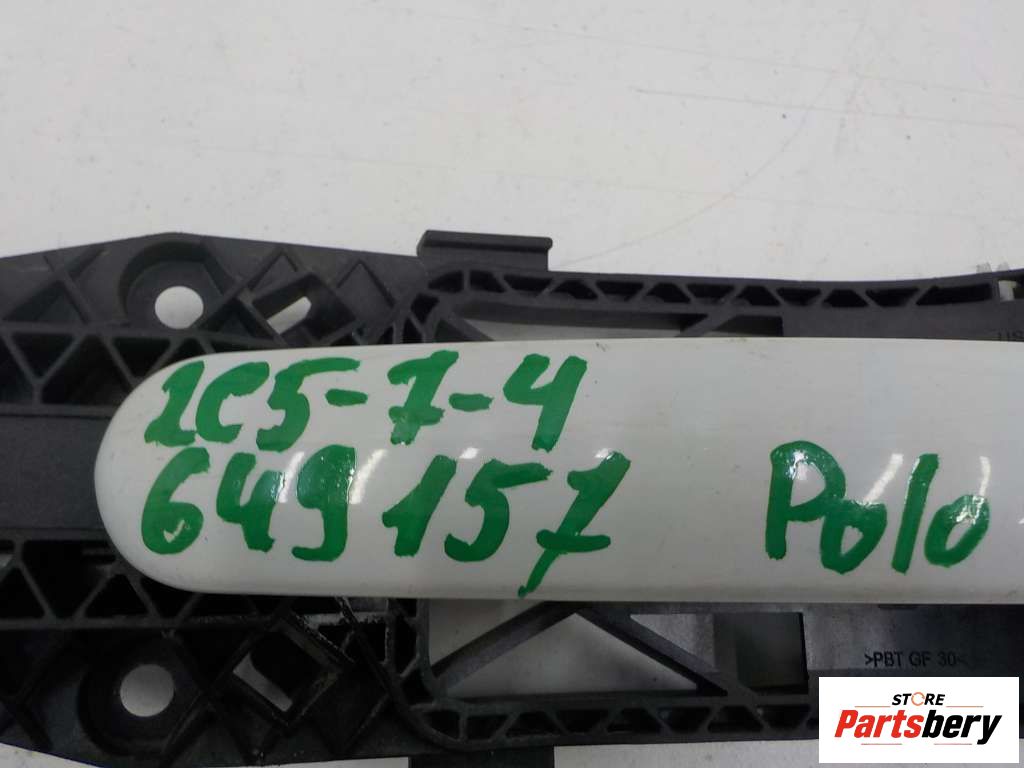 2C5-7-4
649157 Polo
>PBT GF 30<
STORE
Partsbery